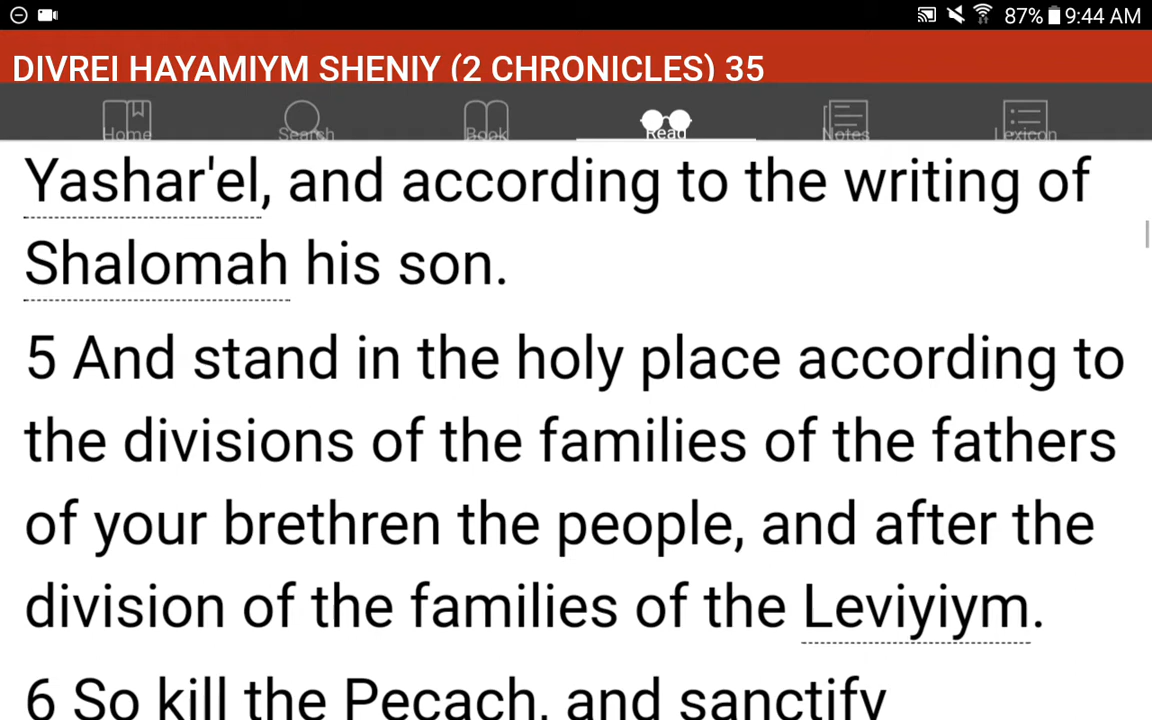 87% 9:44 AM
DIVREI HAYAMIYM SHENIY (2 CHRONICLES) 35
Home Search Book Read Notes Lexicon
Yashar'el, and according to the writing of
Shalomah his son.
5 And stand in the holy place according to
the divisions of the families of the fathers
of your brethren the people, and after the
division of the families of the Leviyiym.
6 So kill the Pecach, and sanctify